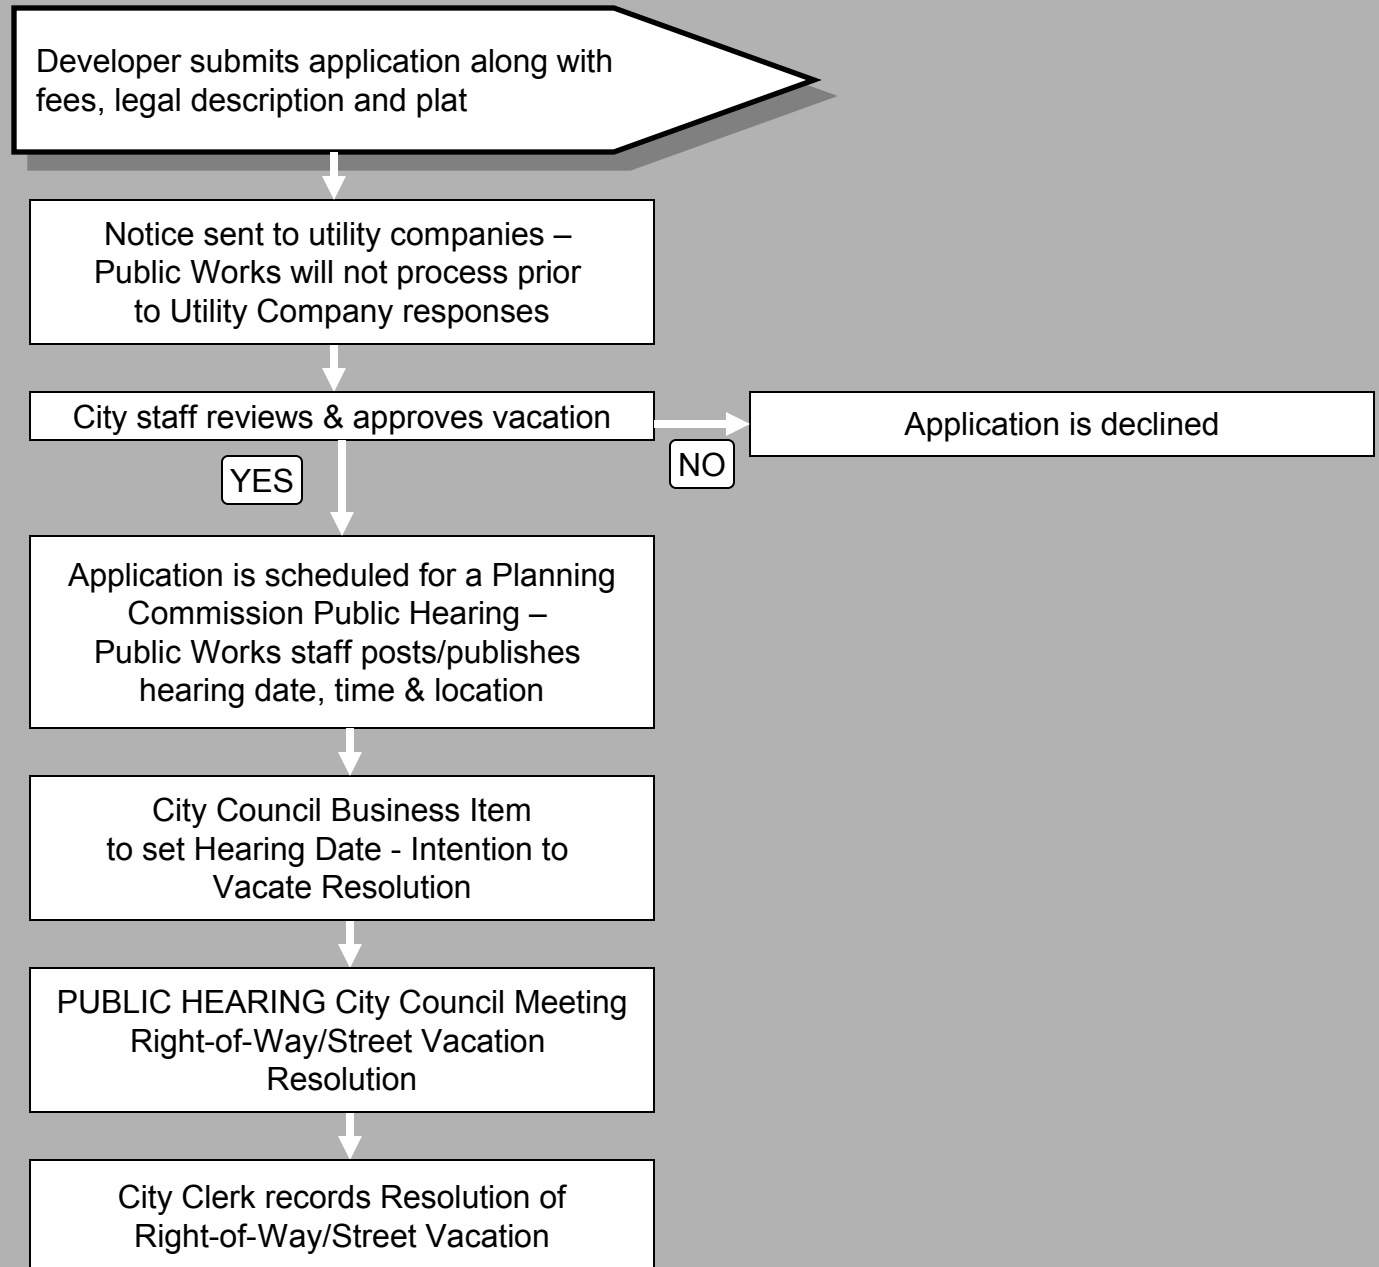 Developer submits application along with
fees, legal description and plat
Notice sent to utility companies –
Public Works will not process prior
to Utility Company responses
City staff reviews & approves vacation
Application is declined
NO
YES
Application is scheduled for a Planning
Commission Public Hearing –
Public Works staff posts/publishes
hearing date, time & location
City Council Business Item
to set Hearing Date - Intention to
Vacate Resolution
PUBLIC HEARING City Council Meeting
Right-of-Way/Street Vacation
Resolution
City Clerk records Resolution of
Right-of-Way/Street Vacation